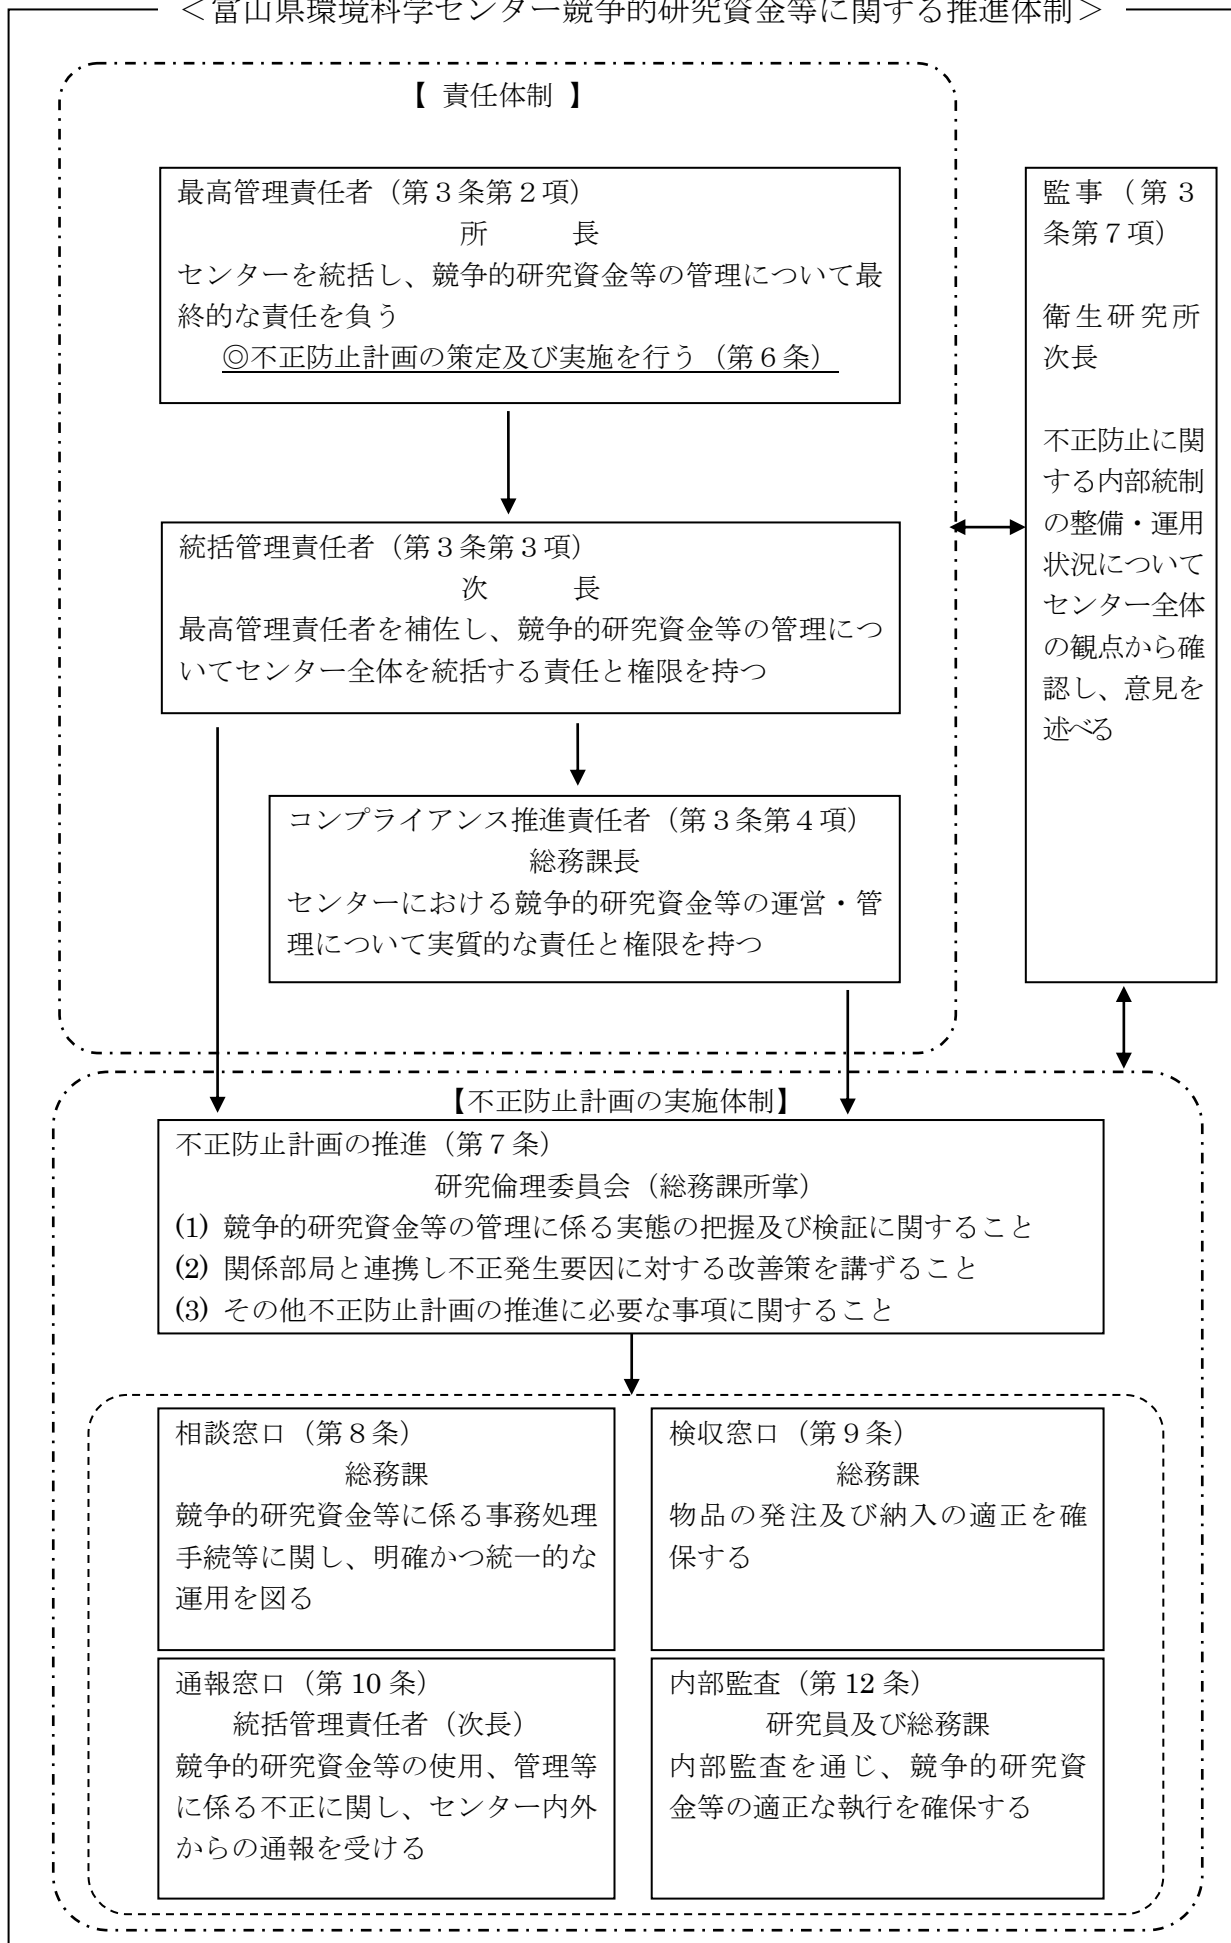 ＜富山県環境科学センター競争的研究資金等に関する推進体制＞
【 責任体制 】
最高管理責任者（第３条第２項）
所　　　長
センターを統括し、競争的研究資金等の管理について最
終的な責任を負う
◎不正防止計画の策定及び実施を行う（第６条）
監事（第３
条第７項）
衛生研究所
次長
不正防止に関
する内部統制
の整備・運用
状況について
センター全体
の観点から確
認し、意見を
述べる
統括管理責任者（第３条第３項）
次　　　長
最高管理責任者を補佐し、競争的研究資金等の管理につ
いてセンター全体を統括する責任と権限を持つ
コンプライアンス推進責任者（第３条第４項）
総務課長
センターにおける競争的研究資金等の運営・管
理について実質的な責任と権限を持つ
【不正防止計画の実施体制】
不正防止計画の推進（第７条）
研究倫理委員会（総務課所掌）
(1) 競争的研究資金等の管理に係る実態の把握及び検証に関すること
(2) 関係部局と連携し不正発生要因に対する改善策を講ずること
(3) その他不正防止計画の推進に必要な事項に関すること
相談窓口（第８条）
総務課
競争的研究資金等に係る事務処理
手続等に関し、明確かつ統一的な
運用を図る
検収窓口（第９条）
総務課
物品の発注及び納入の適正を確
保する
通報窓口（第 10 条）
統括管理責任者（次長）
競争的研究資金等の使用、管理等
に係る不正に関し、センター内外
からの通報を受ける
内部監査（第 12 条）
研究員及び総務課
内部監査を通じ、競争的研究資
金等の適正な執行を確保する